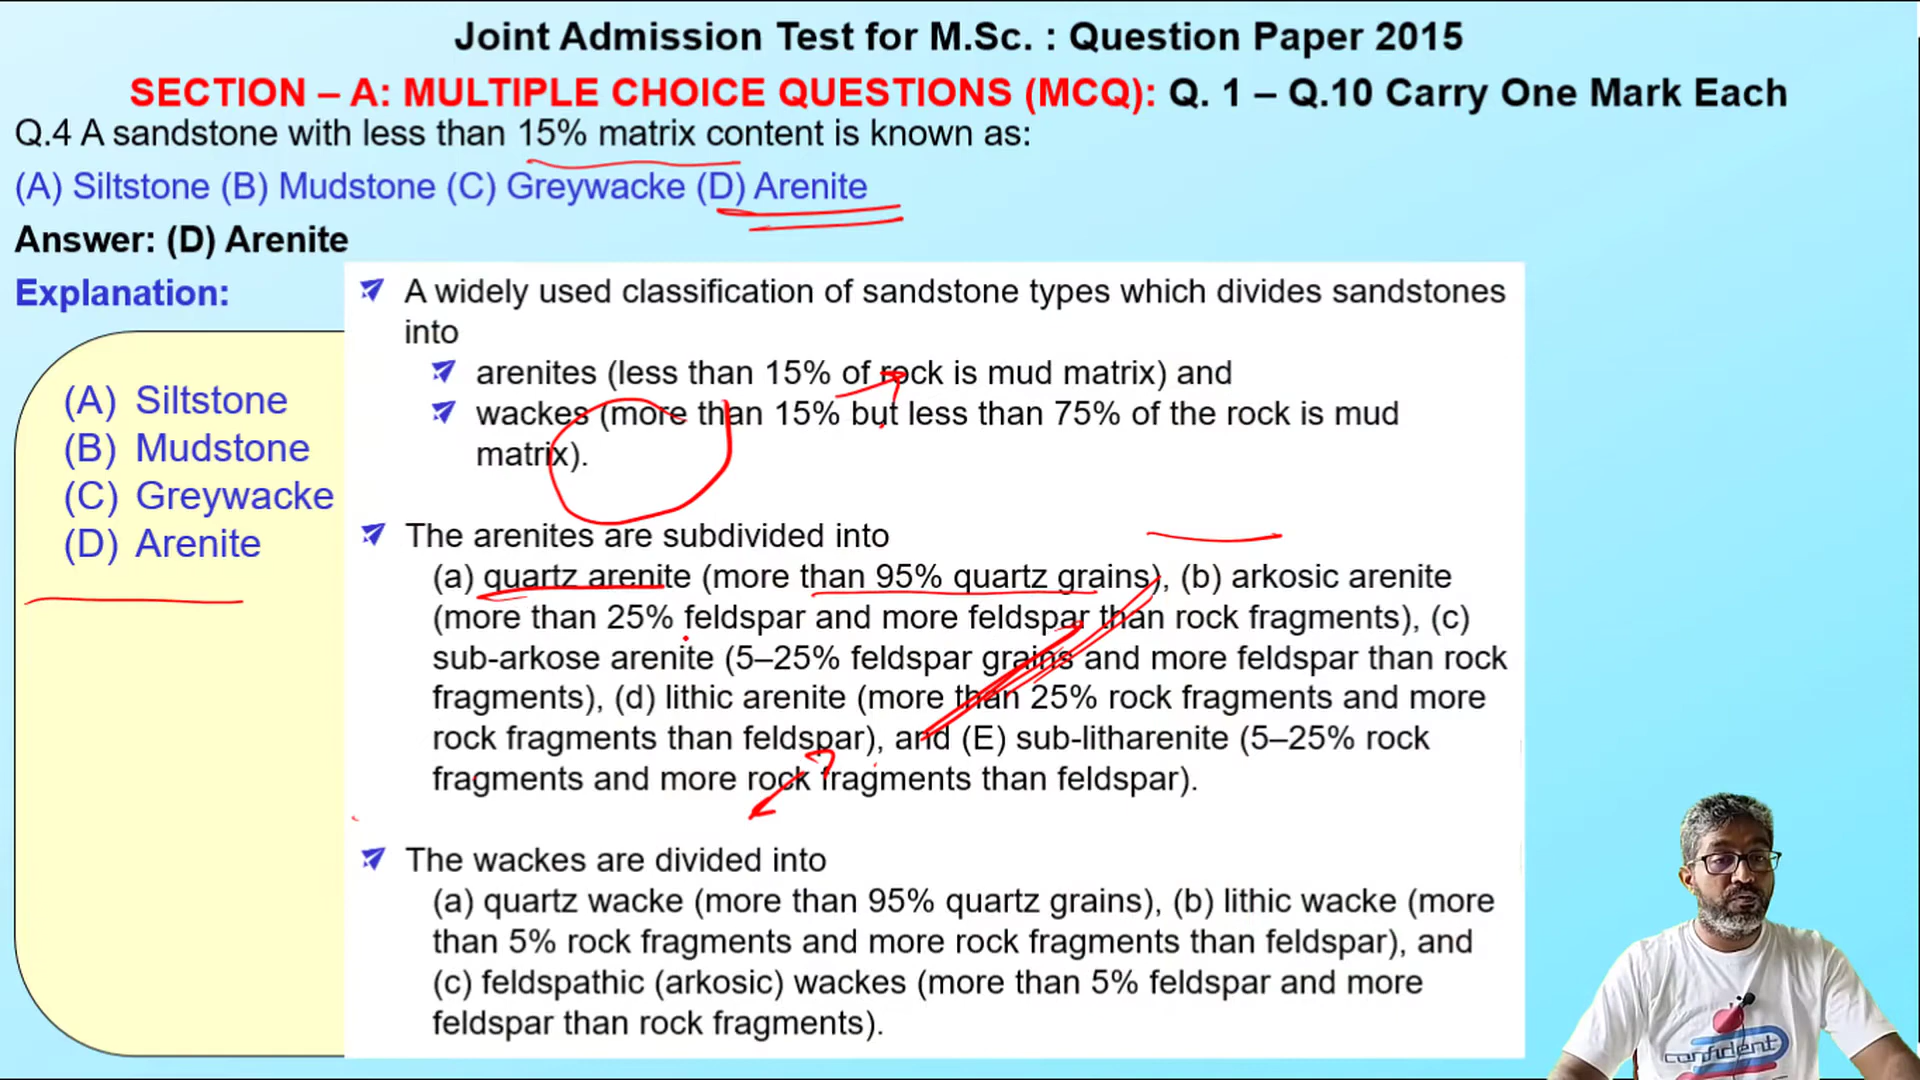 Joint Admission Test for M.Sc. : Question Paper 2015
SECTION – A: MULTIPLE CHOICE QUESTIONS (MCQ): Q. 1 – Q.10 Carry One Mark Each
Q.4 A sandstone with less than 15% matrix content is known as:
(A) Siltstone (B) Mudstone (C) Greywacke (D) Arenite
Answer: (D) Arenite
Explanation:
(A) Siltstone
(B) Mudstone
(C) Greywacke
(D) Arenite
A widely used classification of sandstone types which divides sandstones
into
arenites (less than 15% of rock is mud matrix) and
wackes (more than 15% but less than 75% of the rock is mud
matrix).
The arenites are subdivided into
(a) quartz arenite (more than 95% quartz grains), (b) arkosic arenite
(more than 25% feldspar and more feldspar than rock fragments), (c)
sub-arkose arenite (5–25% feldspar grains and more feldspar than rock
fragments), (d) lithic arenite (more than 25% rock fragments and more
rock fragments than feldspar), and (E) sub-litharenite (5–25% rock
fragments and more rock fragments than feldspar).
The wackes are divided into
(a) quartz wacke (more than 95% quartz grains), (b) lithic wacke (more
than 5% rock fragments and more rock fragments than feldspar), and
(c) feldspathic (arkosic) wackes (more than 5% feldspar and more
feldspar than rock fragments).
confident